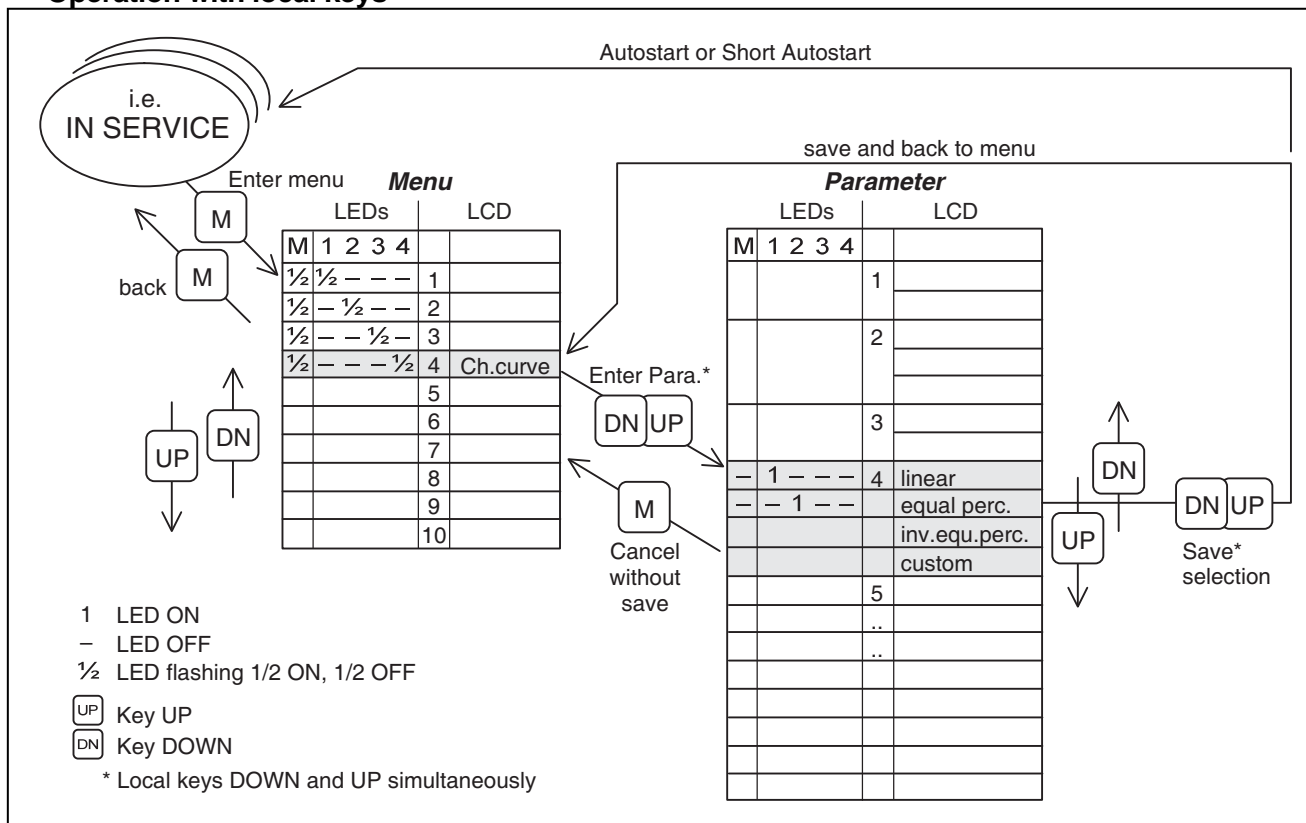 Operation with local keys
Autostart or Short Autostart
i.e.
IN SERVICE
save and back to menu
Enter menu
Menu
Parameter
LEDs LCD
LEDs LCD
M
back M
M 1 2 3 4
½ ½ – – – 1
½ – ½ – – 2
½ – – ½ – 3
½ – – – ½ 4 Ch.curve
5
6
7
8
9
10
UP
DN
Enter Para.*
DN UP
M
Cancel
without
save
M 1 2 3 4
1
2
3
– 1 – – – 4 linear
– – 1 – – equal perc.
inv.equ.perc.
custom
5
..
..
DN
UP
DN UP
Save*
selection
1 LED ON
– LED OFF
½ LED flashing 1/2 ON, 1/2 OFF
UP Key UP
DN Key DOWN
* Local keys DOWN and UP simultaneously